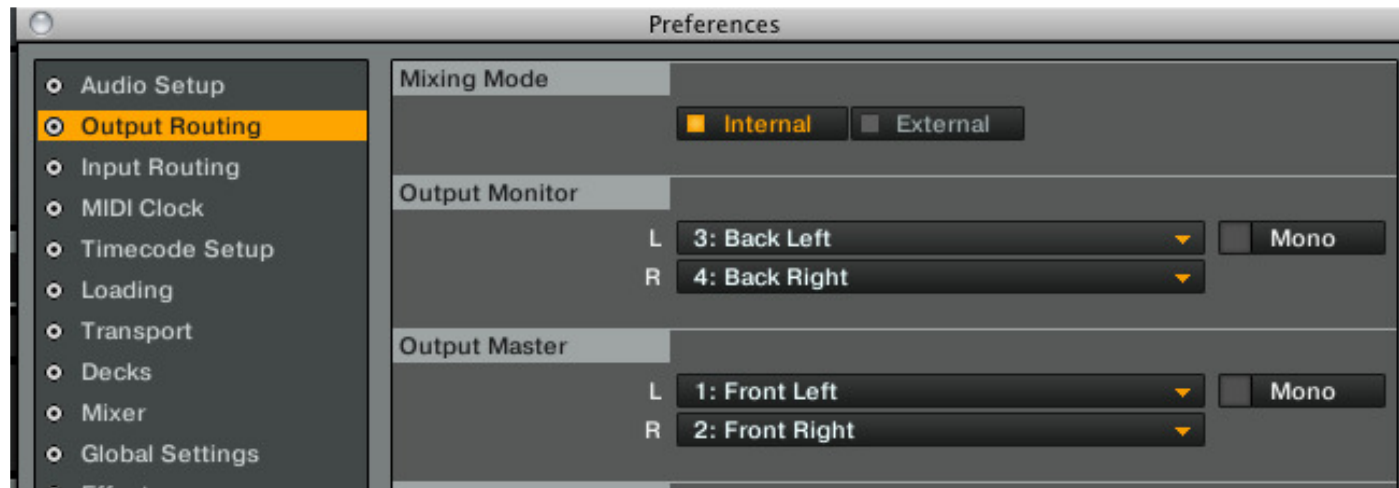 Preferences
Audio Setup
Output Routing
Input Routing
MIDI Clock
Timecode Setup
Loading
Transport
Decks
Mixer
Global Settings
Mixing Mode
Internal External
Output Monitor
L 3: Back Left Mono
R 4: Back Right
Output Master
L 1: Front Left Mono
R 2: Front Right